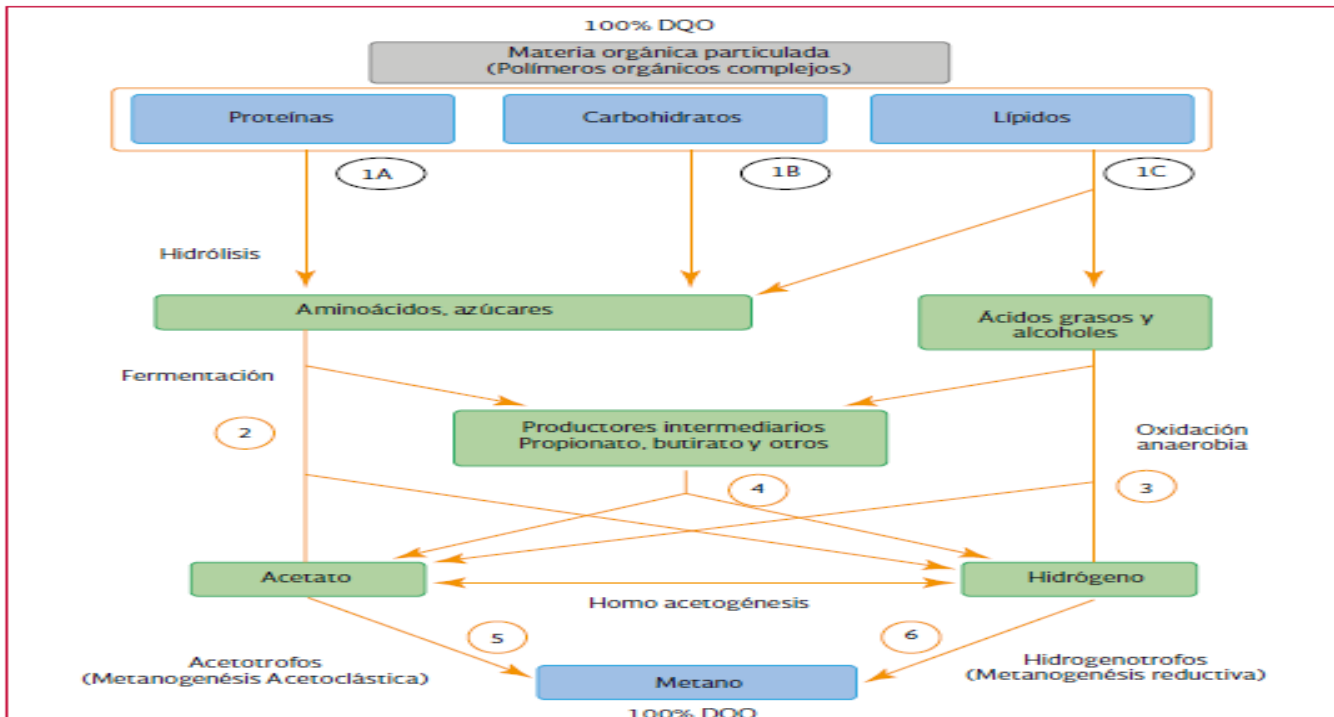 100% DQO
Materia orgánica particulada
(Polímeros orgánicos complejos)
Proteínas
Carbohidratos
Lípidos
1A
1B
1C
Hidrólisis
Aminoácidos, azúcares
Ácidos grasos y
alcoholes
Fermentación
Productores intermediarios
Propionato, butirato y otros
Oxidación
anaerobia
2
4
3
Acetato
Hidrógeno
Homo acetogénesis
5
6
Acetotrofos
(Metanogenésis Acetoclástica)
Hidrogenotrofos
(Metanogenésis reductiva)
Metano
100% DQO